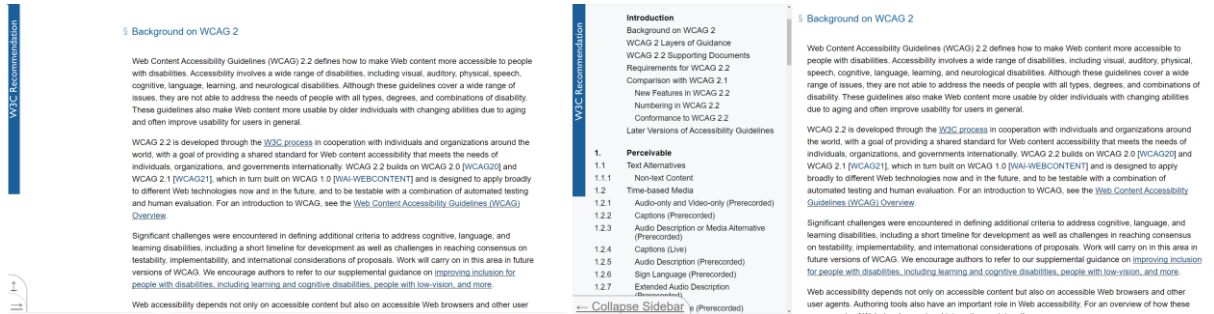 W3C Recommendation
§ Background on WCAG 2
Web Content Accessibility Guidelines (WCAG) 2.2 defines how to make Web content more accessible to people
with disabilities. Accessibility involves a wide range of disabilities, including visual, auditory, physical, speech,
cognitive, language, learning, and neurological disabilities. Although these guidelines cover a wide range of
issues, they are not able to address the needs of people with all types, degrees, and combinations of disability.
These guidelines also make Web content more usable by older individuals with changing abilities due to aging
and often improve usability for users in general.
WCAG 2.2 is developed through the W3C process in cooperation with individuals and organizations around the
world, with a goal of providing a shared standard for Web content accessibility that meets the needs of
individuals, organizations, and governments internationally. WCAG 2.2 builds on WCAG 2.0 [WCAG20] and
WCAG 2.1 [WCAG21], which in turn built on WCAG 1.0 [WAI-WEBCONTENT] and is designed to apply broadly
to different Web technologies now and in the future, and to be testable with a combination of automated testing
and human evaluation. For an introduction to WCAG, see the Web Content Accessibility Guidelines (WCAG)
Overview.
Significant challenges were encountered in defining additional criteria to address cognitive, language, and
learning disabilities, including a short timeline for development as well as challenges in reaching consensus on
testability, implementability, and international considerations of proposals. Work will carry on in this area in future
versions of WCAG. We encourage authors to refer to our supplemental guidance on improving inclusion for
people with disabilities, including learning and cognitive disabilities, people with low-vision, and more.
Web accessibility depends not only on accessible content but also on accessible Web browsers and other user
↑
→
W3C Recommendation
Introduction
Background on WCAG 2
WCAG 2 Layers of Guidance
WCAG 2.2 Supporting Documents
Requirements for WCAG 2.2
Comparison with WCAG 2.1
New Features in WCAG 2.2
Numbering in WCAG 2.2
Conformance to WCAG 2.2
Later Versions of Accessibility Guidelines
1. Perceivable
1.1 Text Alternatives
1.1.1 Non-text Content
1.2 Time-based Media
1.2.1 Audio-only and Video-only (Prerecorded)
1.2.2 Captions (Prerecorded)
1.2.3 Audio Description or Media Alternative
(Prerecorded)
1.2.4 Captions (Live)
1.2.5 Audio Description (Prerecorded)
1.2.6 Sign Language (Prerecorded)
1.2.7 Extended Audio Description
(Prerecorded)
← Collapse Sidebar
e (Prerecorded)
§ Background on WCAG 2
Web Content Accessibility Guidelines (WCAG) 2.2 defines how to make Web content more accessible to
people with disabilities. Accessibility involves a wide range of disabilities, including visual, auditory, physical,
speech, cognitive, language, learning, and neurological disabilities. Although these guidelines cover a wide
range of issues, they are not able to address the needs of people with all types, degrees, and combinations of
disability. These guidelines also make Web content more usable by older individuals with changing abilities
due to aging and often improve usability for users in general.
WCAG 2.2 is developed through the W3C process in cooperation with individuals and organizations around
the world, with a goal of providing a shared standard for Web content accessibility that meets the needs of
individuals, organizations, and governments internationally. WCAG 2.2 builds on WCAG 2.0 [WCAG20] and
WCAG 2.1 [WCAG21], which in turn built on WCAG 1.0 [WAI-WEBCONTENT] and is designed to apply
broadly to different Web technologies now and in the future, and to be testable with a combination of
automated testing and human evaluation. For an introduction to WCAG, see the Web Content Accessibility
Guidelines (WCAG) Overview.
Significant challenges were encountered in defining additional criteria to address cognitive, language, and
learning disabilities, including a short timeline for development as well as challenges in reaching consensus
on testability, implementability, and international considerations of proposals. Work will carry on in this area in
future versions of WCAG. We encourage authors to refer to our supplemental guidance on improving inclusion
for people with disabilities, including learning and cognitive disabilities, people with low-vision, and more.
Web accessibility depends not only on accessible content but also on accessible Web browsers and other
user agents. Authoring tools also have an important role in Web accessibility. For an overview of how these